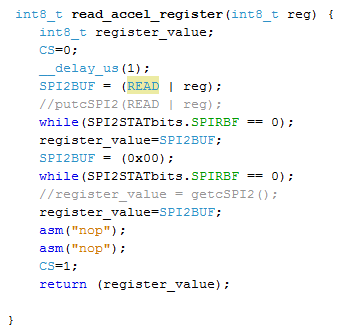 int8_t read_accel_register(int8_t reg) {
int8_t register_value;
CS=0;
__delay_us(1);
SPI2BUF = (READ | reg);
//putcSPI2(READ | reg);
while(SPI2STATbits.SPIRBF == 0);
register_value=SPI2BUF;
SPI2BUF = (0x00);
while(SPI2STATbits.SPIRBF == 0);
//register_value = getcSPI2();
register_value=SPI2BUF;
asm("nop");
asm("nop");
CS=1;
return (register_value);
}